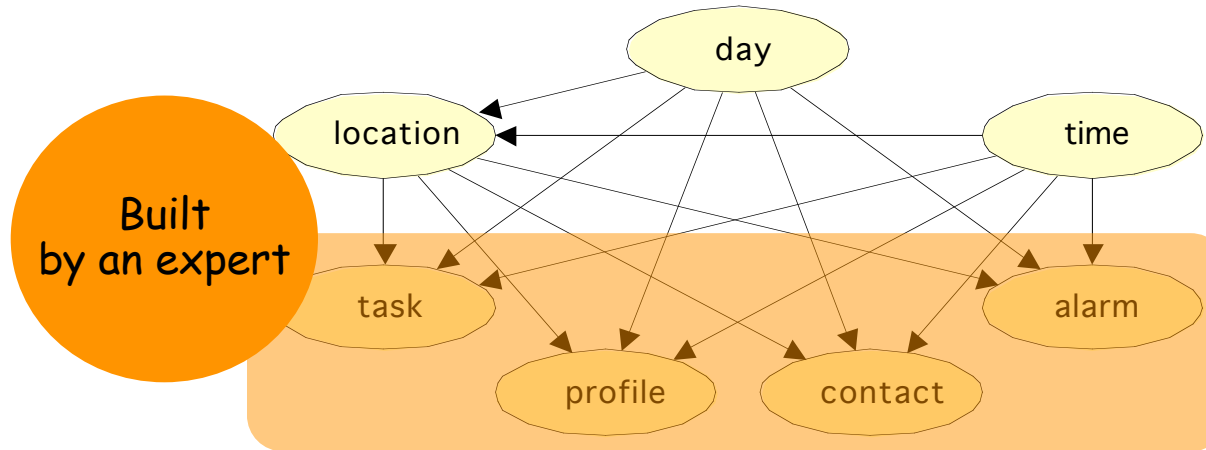 day
location
time
Built
by an expert
task
alarm
profile
contact